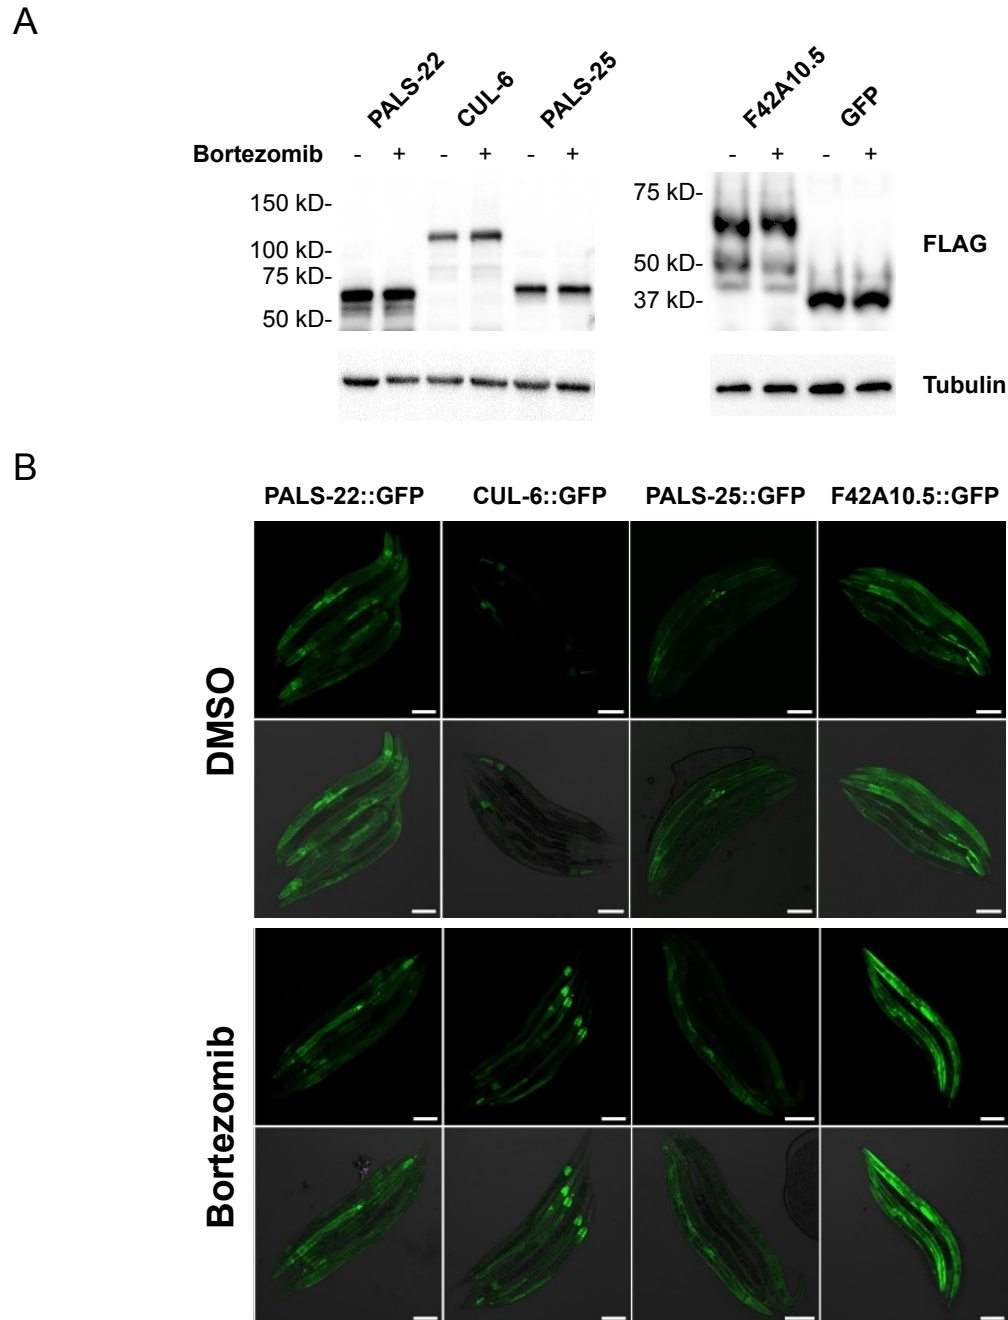 A
PALS-22 CUL-6 PALS-25 F42A10.5 GFP
Bortezomib - + - + - + - + - +
150 kD-
100 kD-
75 kD-
50 kD-
75 kD-
50 kD-
37 kD-
FLAG
Tubulin
B
PALS-22::GFP CUL-6::GFP PALS-25::GFP F42A10.5::GFP
DMSO
Bortezomib